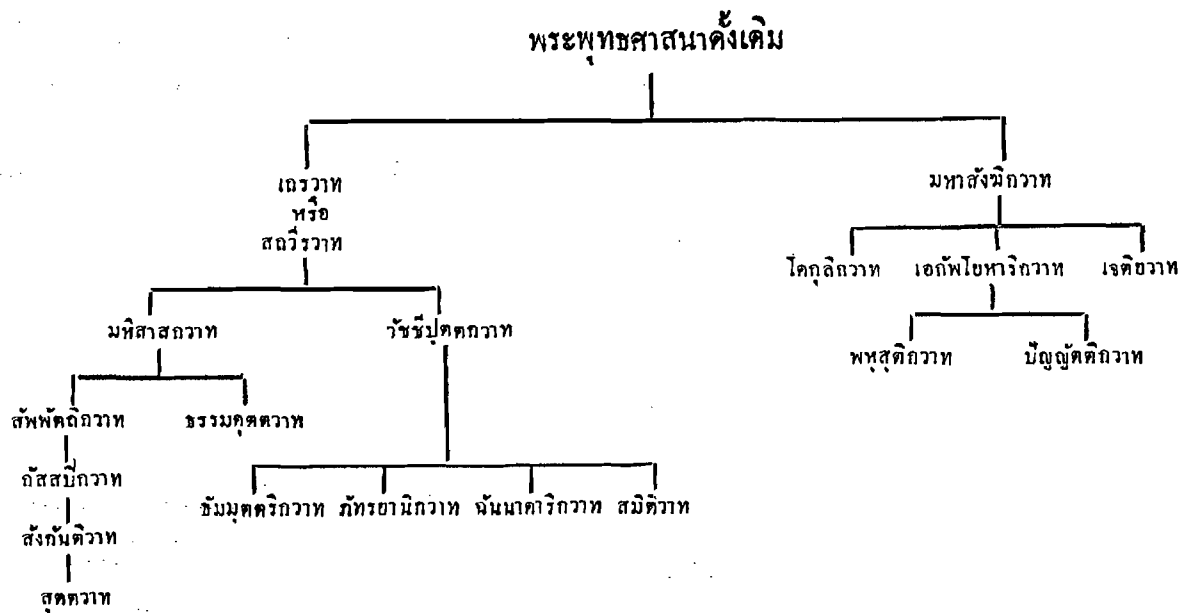 พระพุทธศาสนาดั้งเดิม
เถรวาท
หรือ
สถวีรวาท
มหาสังฆิกวาท
โคกุลิกวาท เอกัพโยหาริกวาท เจติยวาท
มหิสาสกวาท วัชชีปุตตกวาท
พหุสุติกวาท ปัญญัตติกวาท
สัพพัตถิกวาท ธรรมคุตตวาท
กัสสปิกวาท
ธัมมุตตริกวาท ภัทรยานิกวาท ฉันนาคาริกวาท สมิติวาท
สังกันติวาท
สุตตวาท